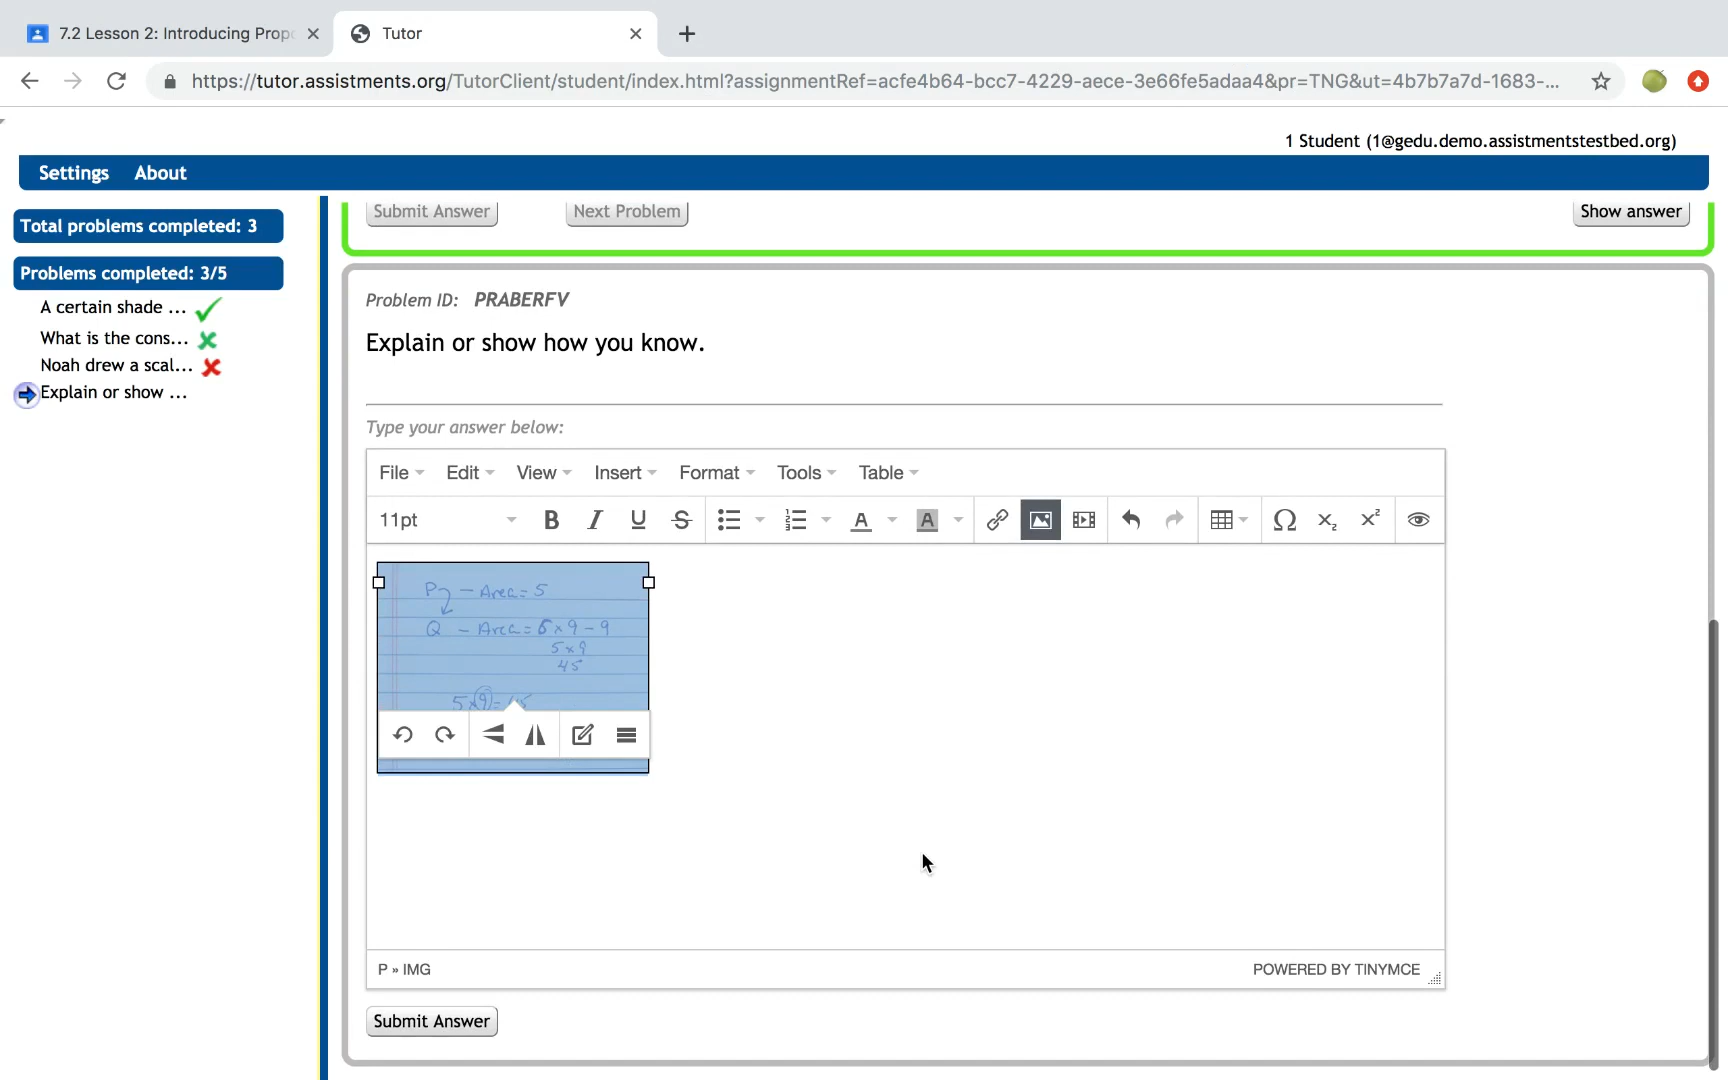 7.2 Lesson 2: Introducing Prop
Tutor
https://tutor.assistments.org/TutorClient/student/index.html?assignmentRef=acfe4b64-bcc7-4229-aece-3e66fe5adaa4&pr=TNG&ut=4b7b7a7d-1683-...
1 Student (1@gedu.demo.assistmentstestbed.org)
Settings About
Total problems completed: 3
Problems completed: 3/5
A certain shade ...
What is the cons...
Noah drew a scal...
Explain or show ...
Submit Answer Next Problem Show answer
Problem ID: PRABERFV
Explain or show how you know.
Type your answer below:
File Edit View Insert Format Tools Table
11pt B I U S A A Ω x₂ x²
P - Area = 5
Q - Area = 5 x 9 - 9
5 x 9
45
5 x 9 = 45
P » IMG POWERED BY TINYMCE
Submit Answer